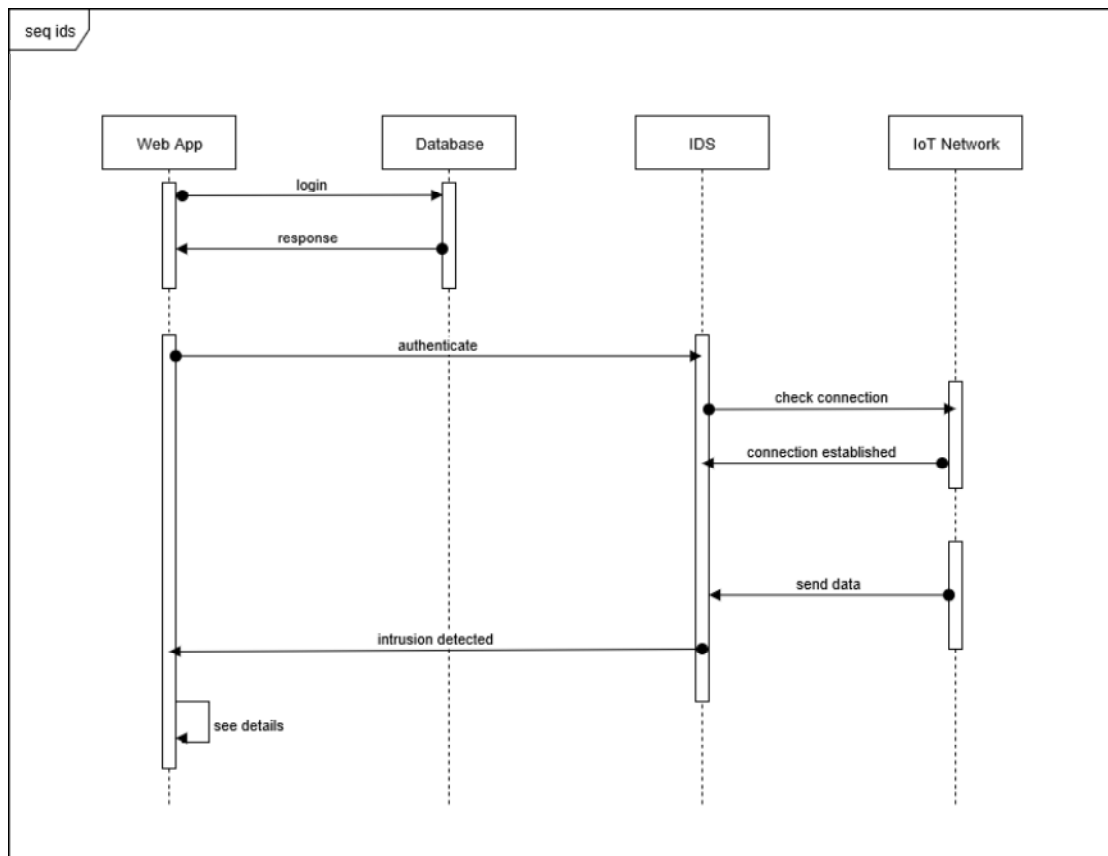 seq ids
Web App
Database
IDS
IoT Network
login
response
authenticate
check connection
connection established
send data
intrusion detected
see details